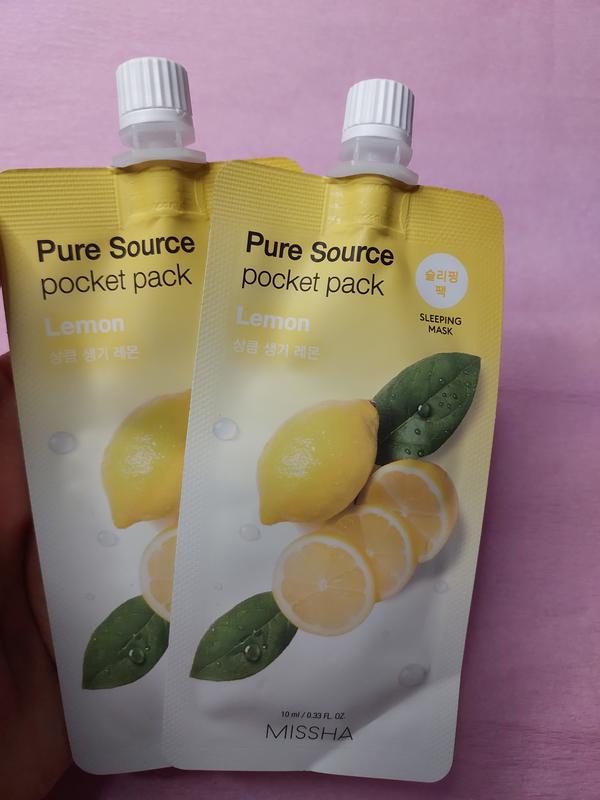 Pure Source
pocket pack
Lemon
상큼 생기 레몬
Pure Source
pocket pack
Lemon
상큼 생기 레몬
슬리핑
팩
SLEEPING
MASK
10 ml / 0.33 FL. OZ.
MISSHA